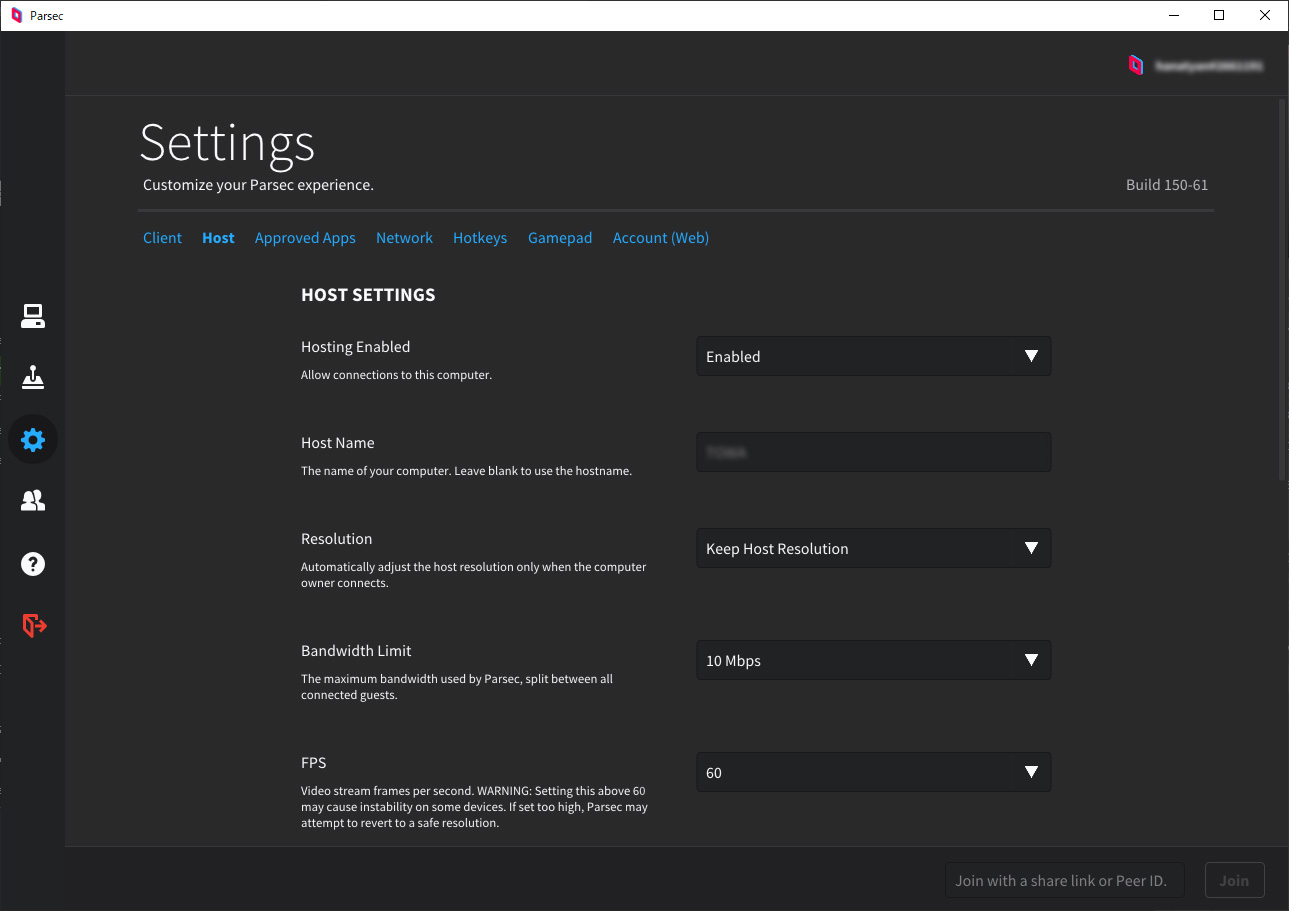 Parsec
Settings
Customize your Parsec experience.
Build 150-61
Client Host Approved Apps Network Hotkeys Gamepad Account (Web)
HOST SETTINGS
Hosting Enabled
Enabled
Allow connections to this computer.
Host Name
The name of your computer. Leave blank to use the hostname.
Resolution
Keep Host Resolution
Automatically adjust the host resolution only when the computer
owner connects.
Bandwidth Limit
10 Mbps
The maximum bandwidth used by Parsec, split between all
connected guests.
FPS
60
Video stream frames per second. WARNING: Setting this above 60
may cause instability on some devices. If set too high, Parsec may
attempt to revert to a safe resolution.
Join with a share link or Peer ID.
Join